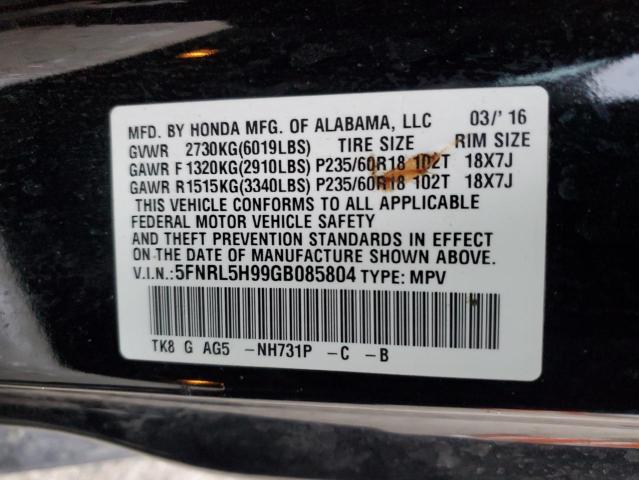 MFD. BY HONDA MFG. OF ALABAMA, LLC 03/'16
GVWR 2730KG(6019LBS) TIRE SIZE RIM SIZE
GAWR F 1320KG(2910LBS) P235/60R18 102T 18X7J
GAWR R1515KG(3340LBS) P235/60R18 102T 18X7J
THIS VEHICLE CONFORMS TO ALL APPLICABLE
FEDERAL MOTOR VEHICLE SAFETY
AND THEFT PREVENTION STANDARDS IN EFFECT
ON THE DATE OF MANUFACTURE SHOWN ABOVE.
V.I.N.:5FNRL5H99GB085804 TYPE: MPV
TK8 G AG5 -NH731P -C -B